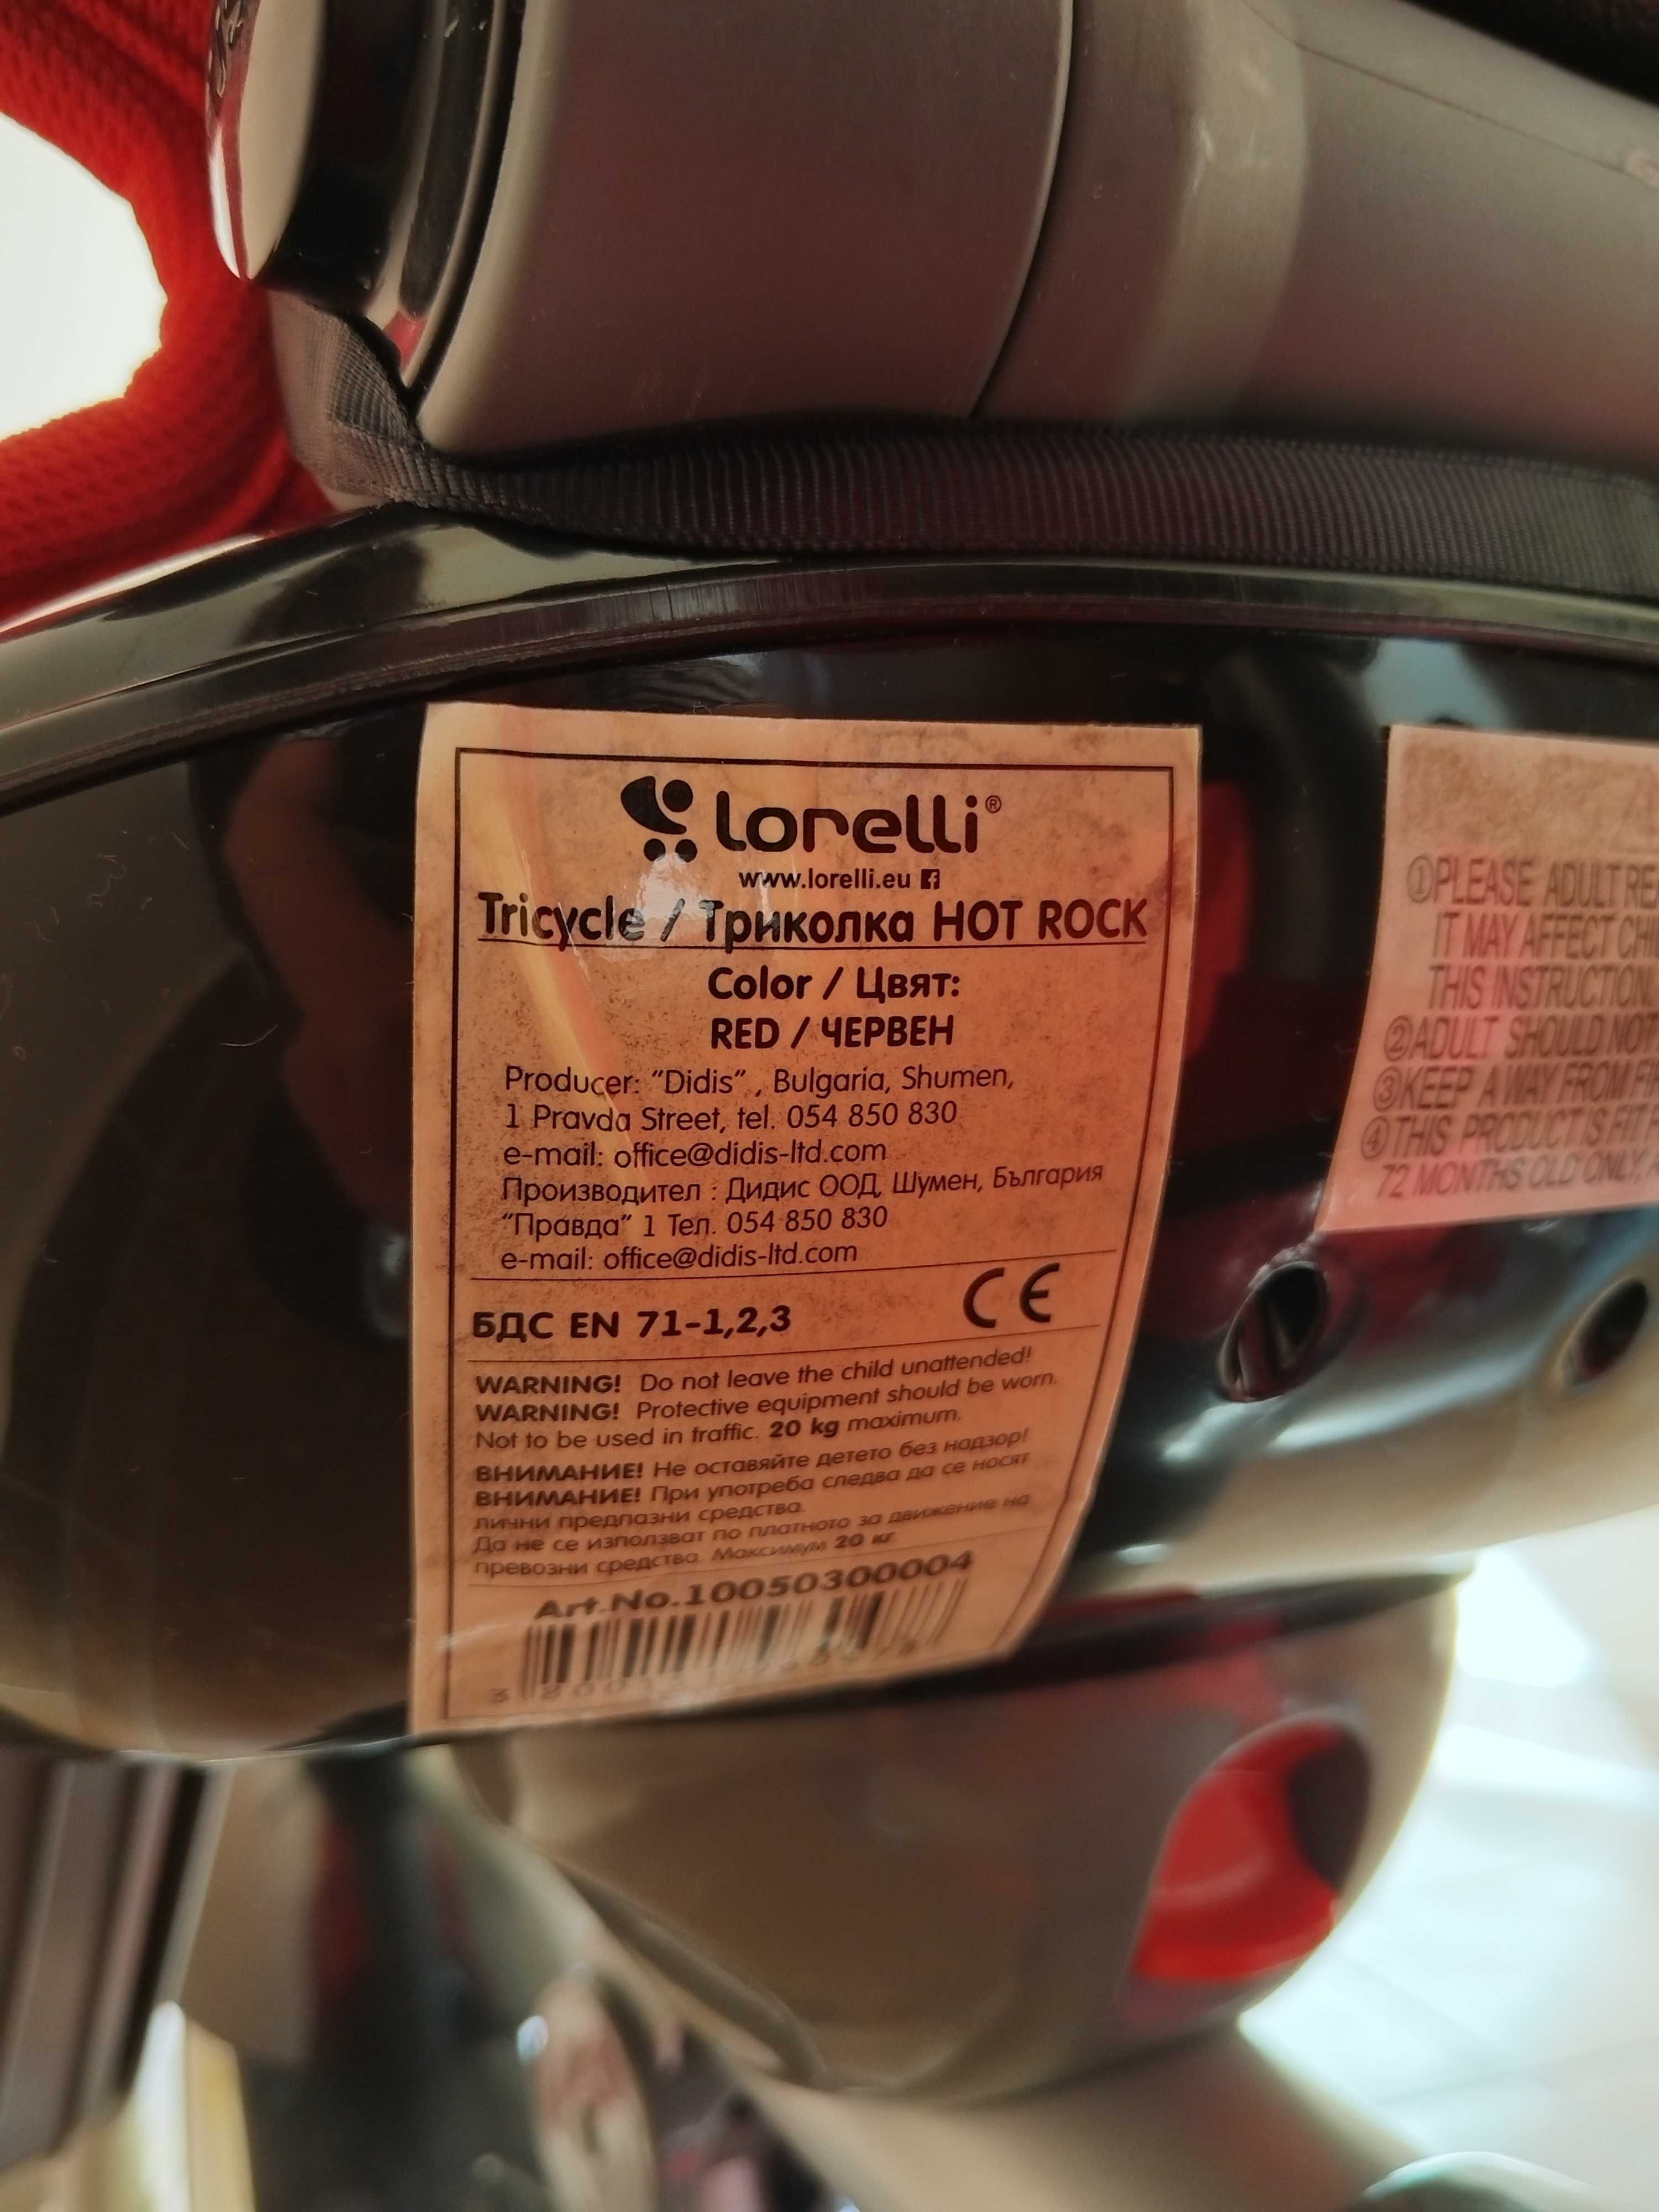 lorelli®
www.lorelli.eu
Tricycle / Триколка HOT ROCK
Color / Цвят:
RED / ЧЕРВЕН
Producer: "Didis" , Bulgaria, Shumen,
1 Pravda Street, tel. 054 850 830
e-mail: office@didis-ltd.com
Производител : Дидис ООД, Шумен, България
"Правда" 1 Тел. 054 850 830
e-mail: office@didis-ltd.com
БДС EN 71-1,2,3 CE
WARNING! Do not leave the child unattended!
WARNING! Protective equipment should be worn.
Not to be used in traffic. 20 kg maximum.
ВНИМАНИЕ! Не оставяйте детето без надзор!
ВНИМАНИЕ! При употреба следва да се носят
лични предпазни средства.
Да не се използват по платното за движение на
превозни средства. Максимум 20 кг.
Art.No.10050300004
①PLEASE ADULT
IT MAY AFFECT
THIS INSTRUCTION.
②ADULT SHOULD NOT
③KEEP AWAY FROM
④THIS PRODUCT IS FIT
72 MONTHS OLD ONLY,